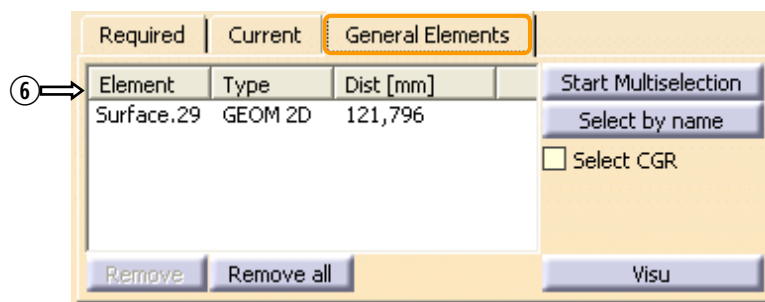 Required Current General Elements
⑥ Element Type Dist [mm] Start Multiselection
Surface.29 GEOM 2D 121,796 Select by name
Select CGR
Remove Remove all Visu